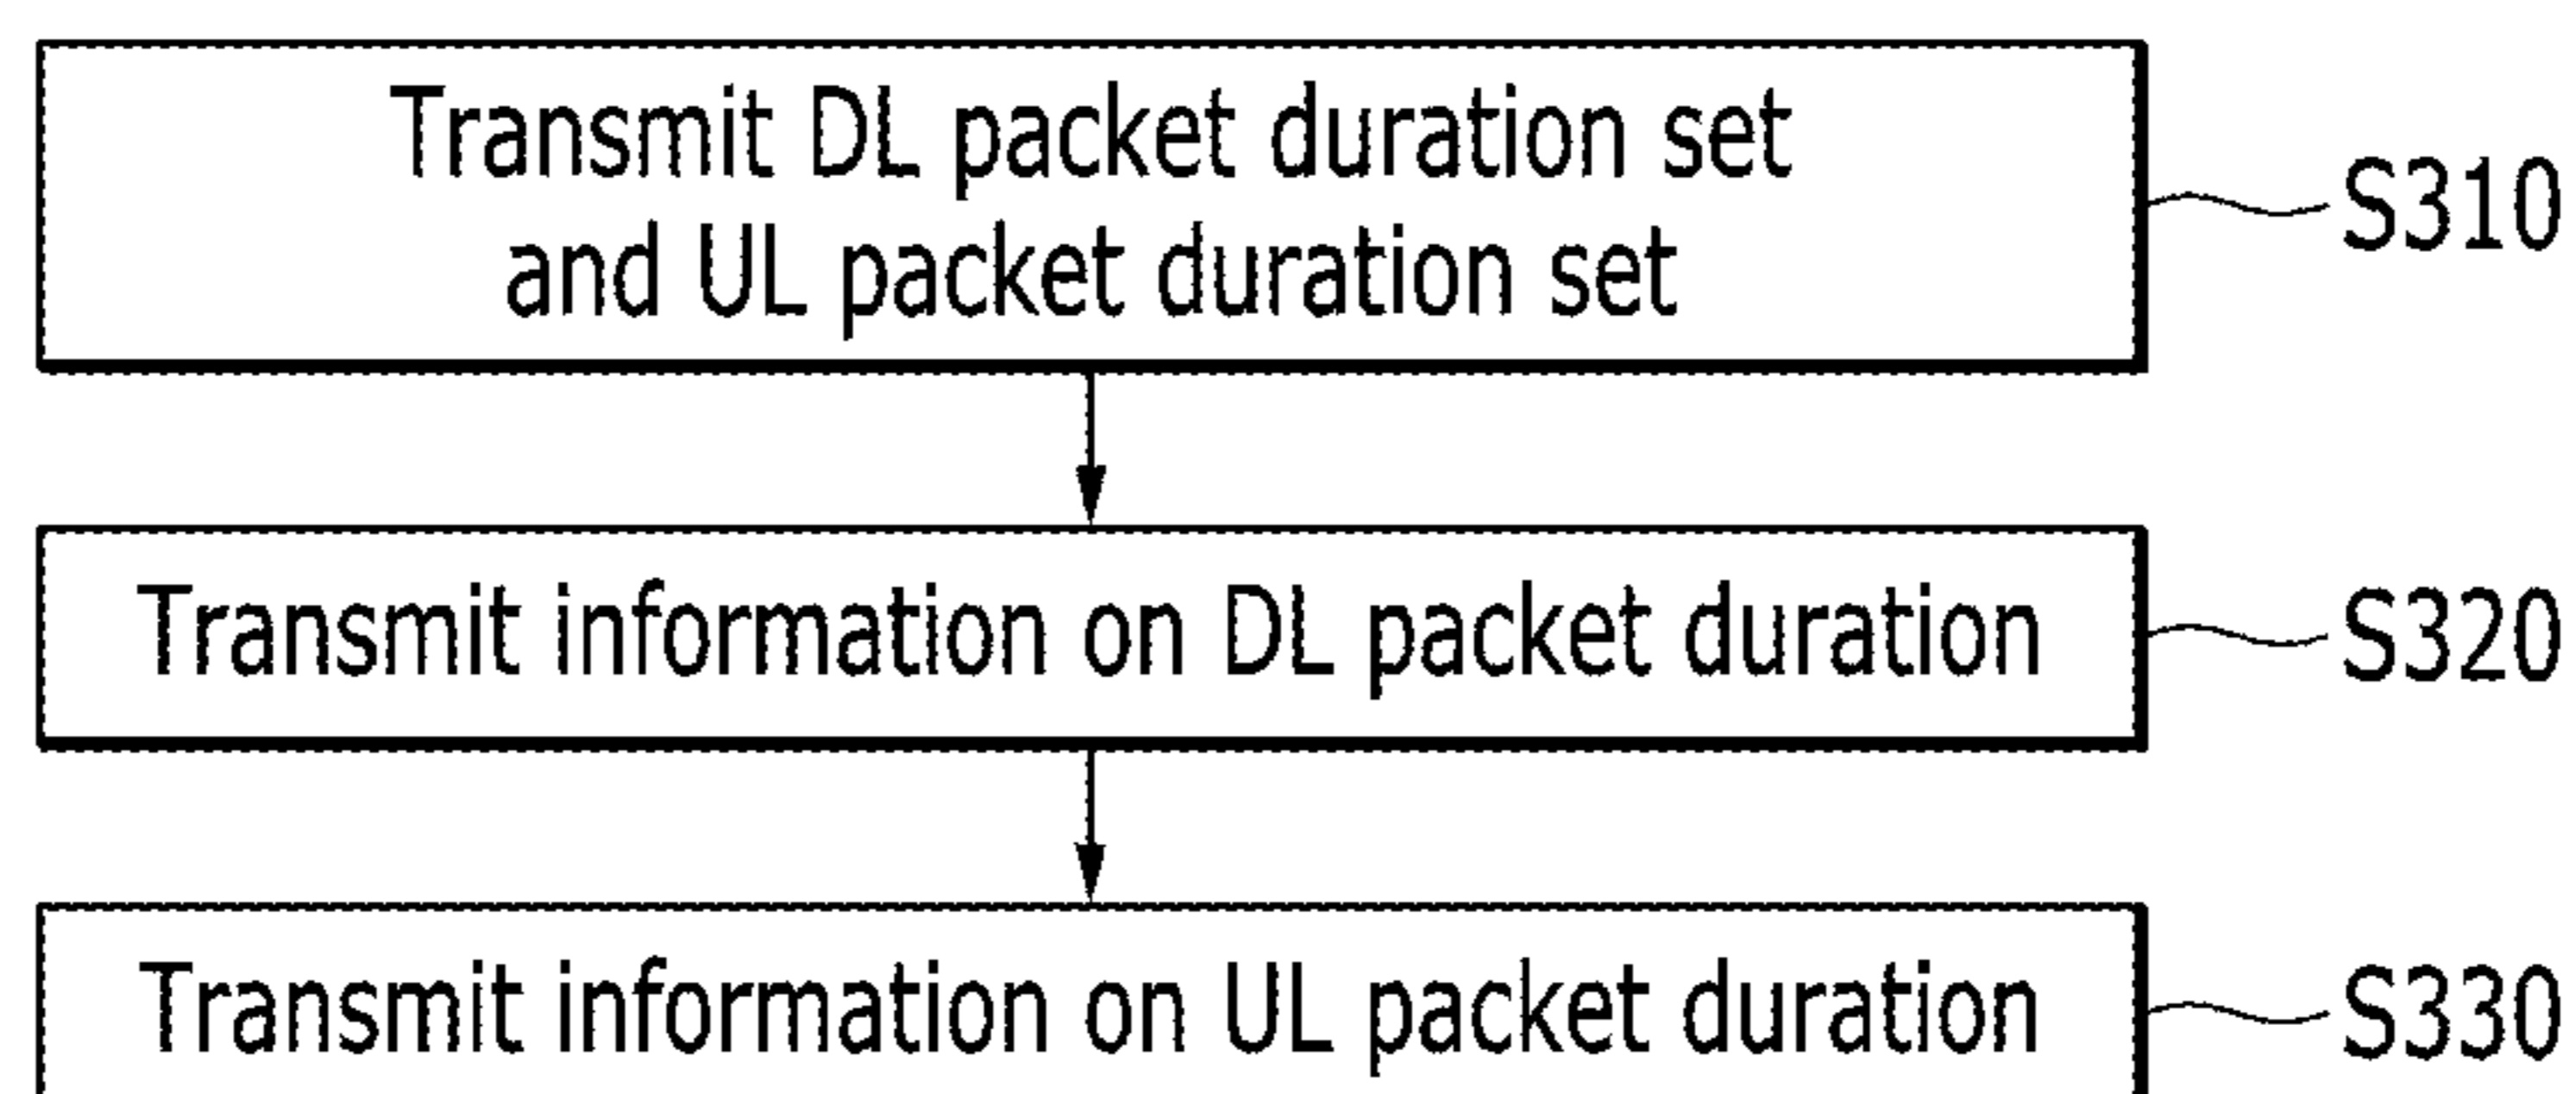 Transmit DL packet duration set
and UL packet duration set
S310
Transmit information on DL packet duration
S320
Transmit information on UL packet duration
S330